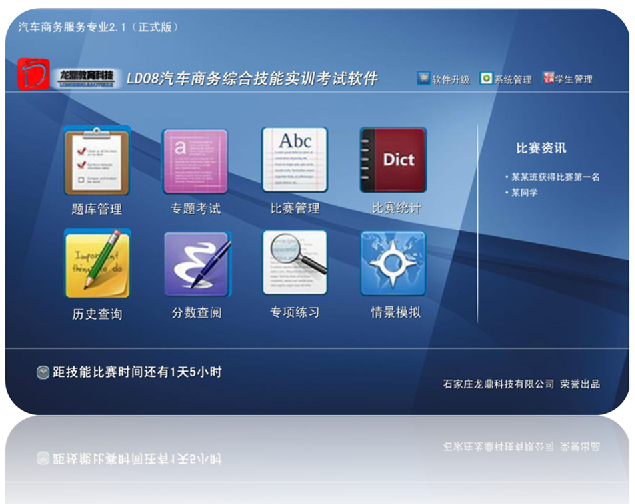 汽车商务服务专业2.1（正式版）
龙鼎教育科技
LD08汽车商务综合技能实训考试软件
软件升级 系统管理 学生管理
Abc
a
Dict
题库管理 专题考试 比赛管理 比赛统计
比赛资讯
·某某班获得比赛第一名
·某同学
历史查询 分数查阅 专项练习 情景模拟
距技能比赛时间还有1天5小时
石家庄龙鼎科技有限公司 荣誉出品